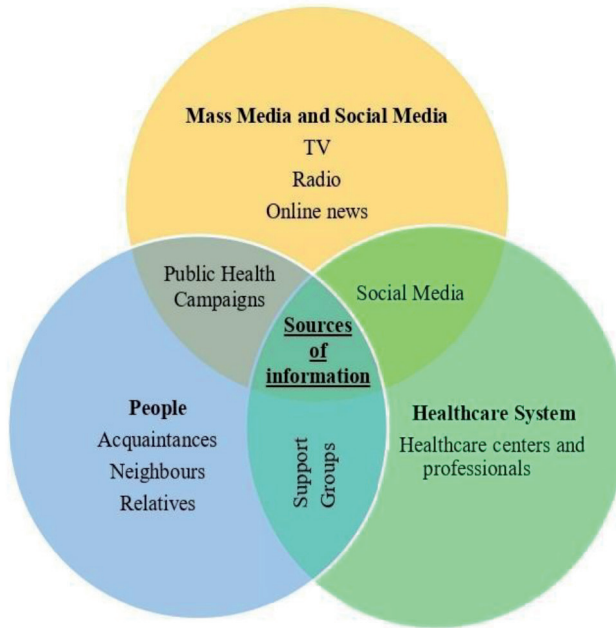 Mass Media and Social Media
TV
Radio
Online news
Public Health
Campaigns
Social Media
Sources
of
information
People
Acquaintances
Neighbours
Relatives
Healthcare System
Healthcare centers and
professionals
Support
Groups